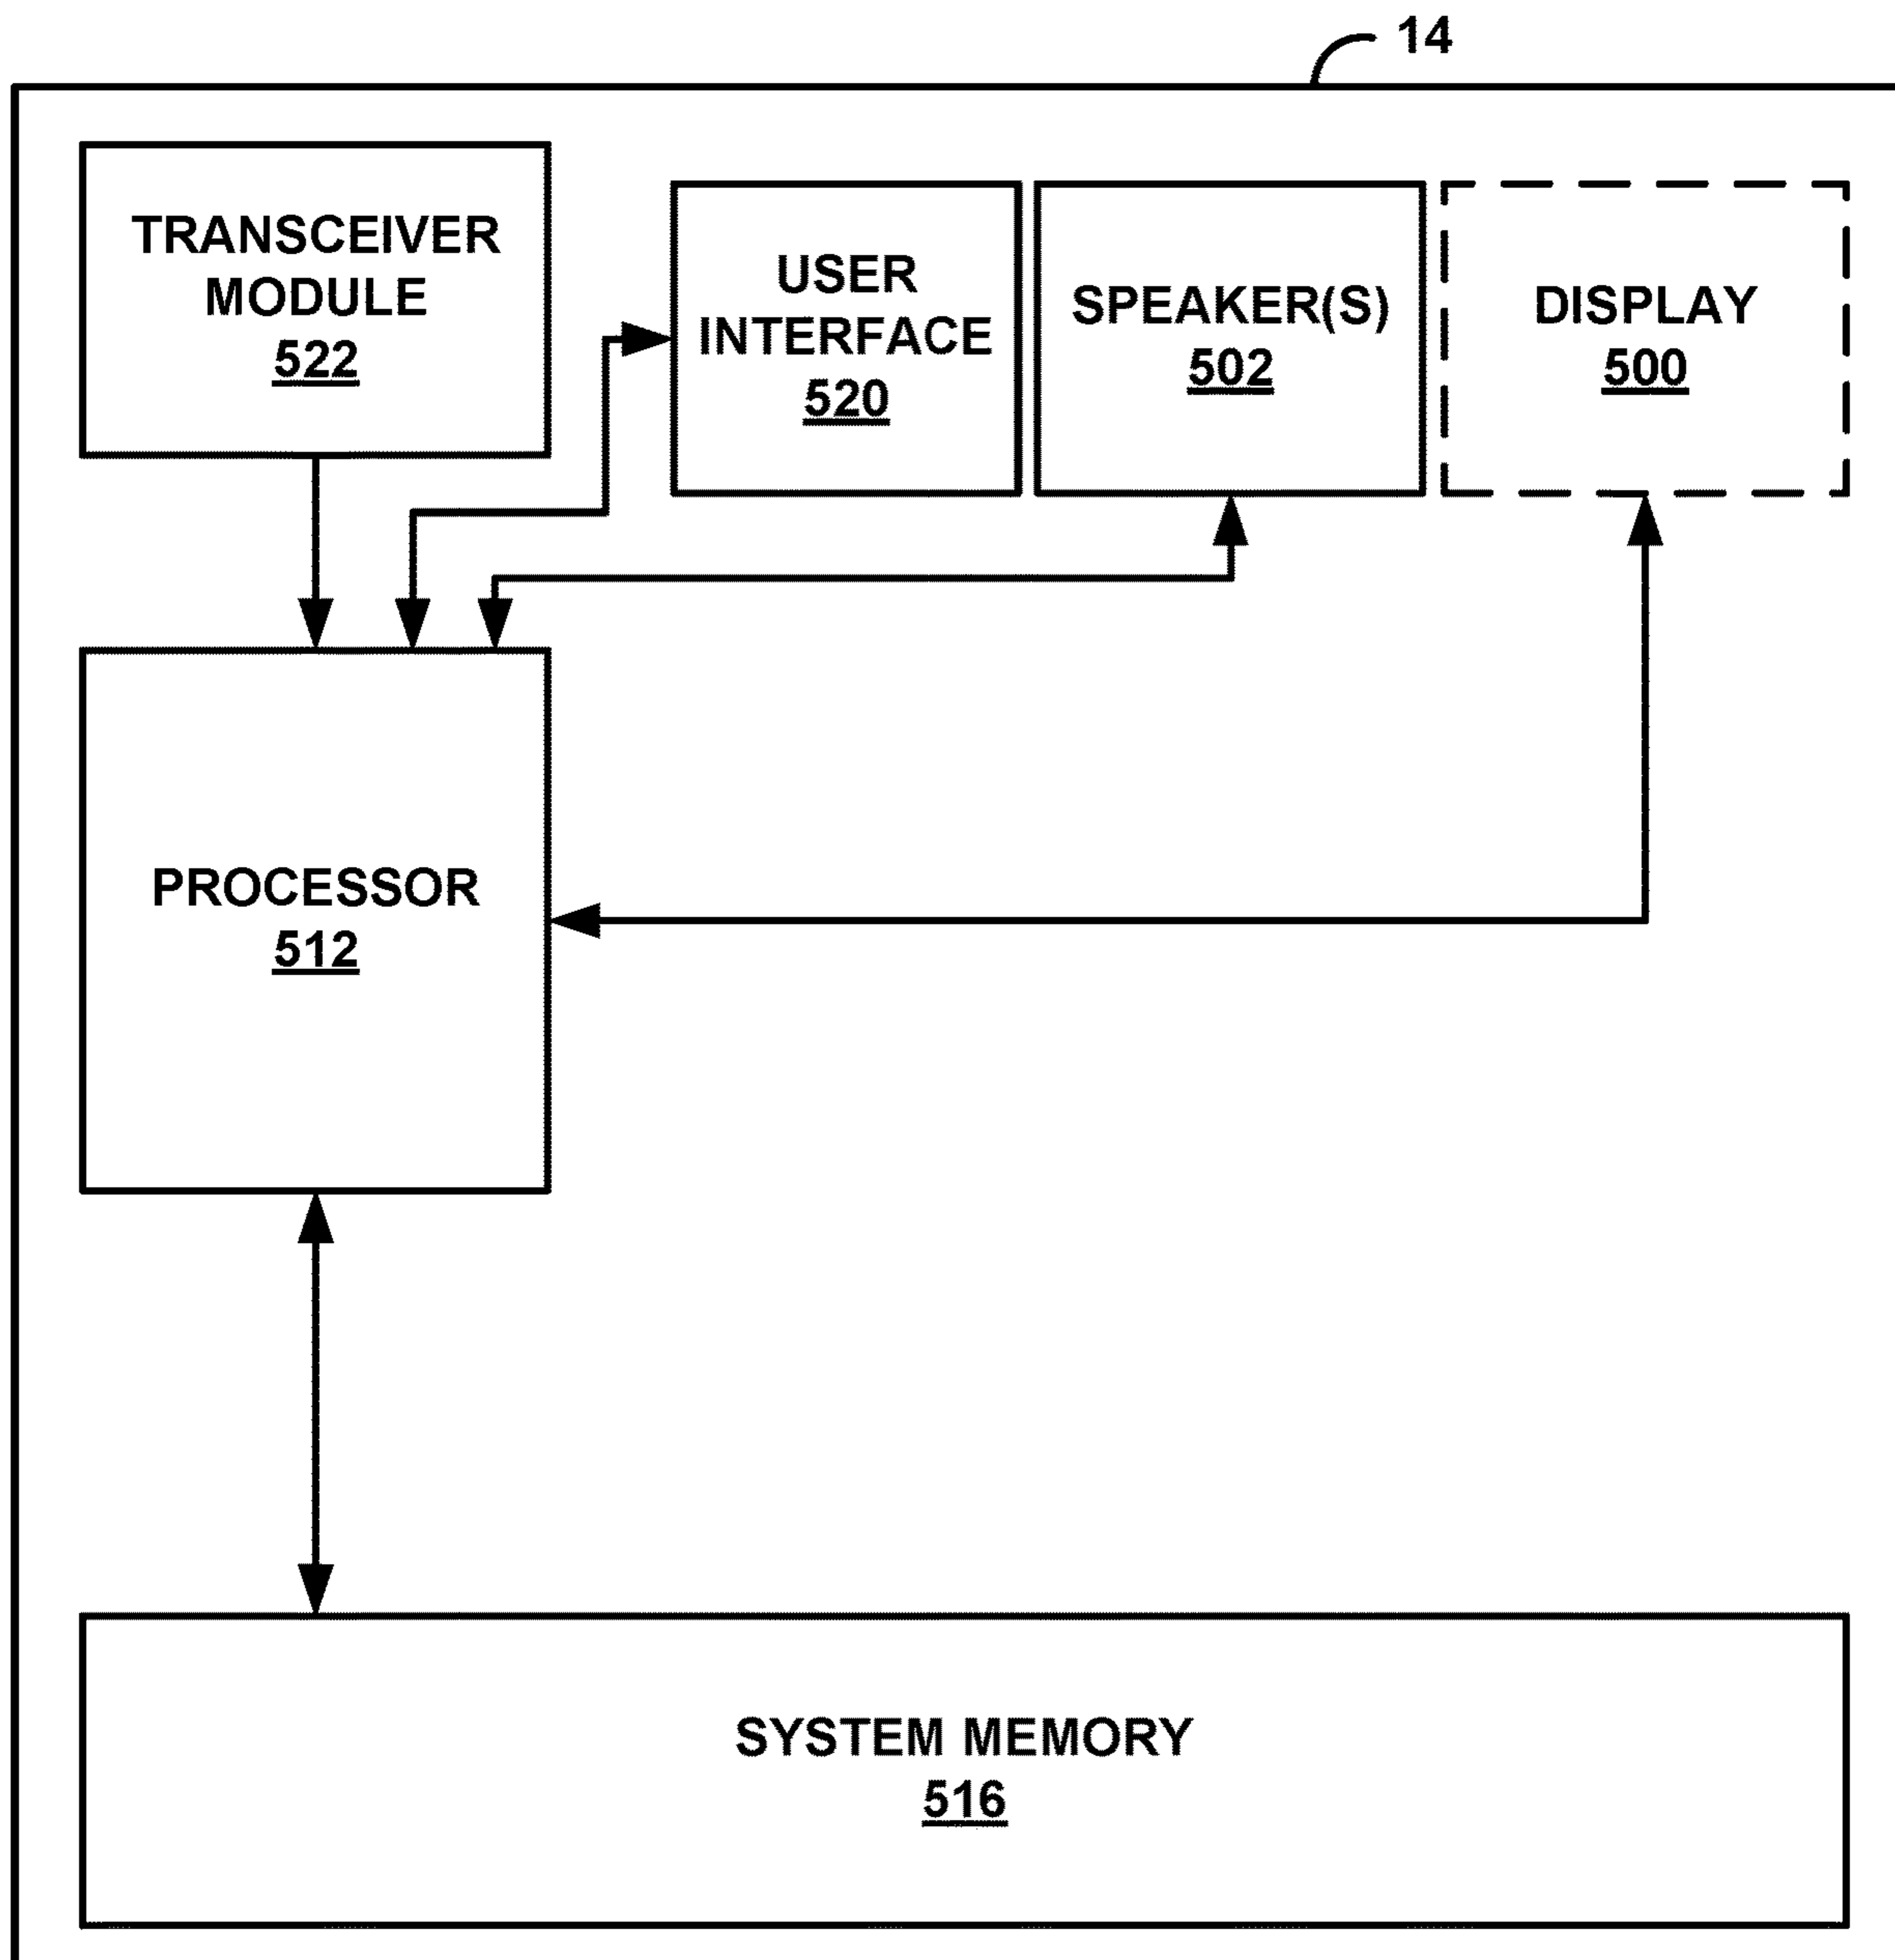 14
TRANSCEIVER
MODULE
522
USER
INTERFACE
520
SPEAKER(S)
502
DISPLAY
500
PROCESSOR
512
SYSTEM MEMORY
516